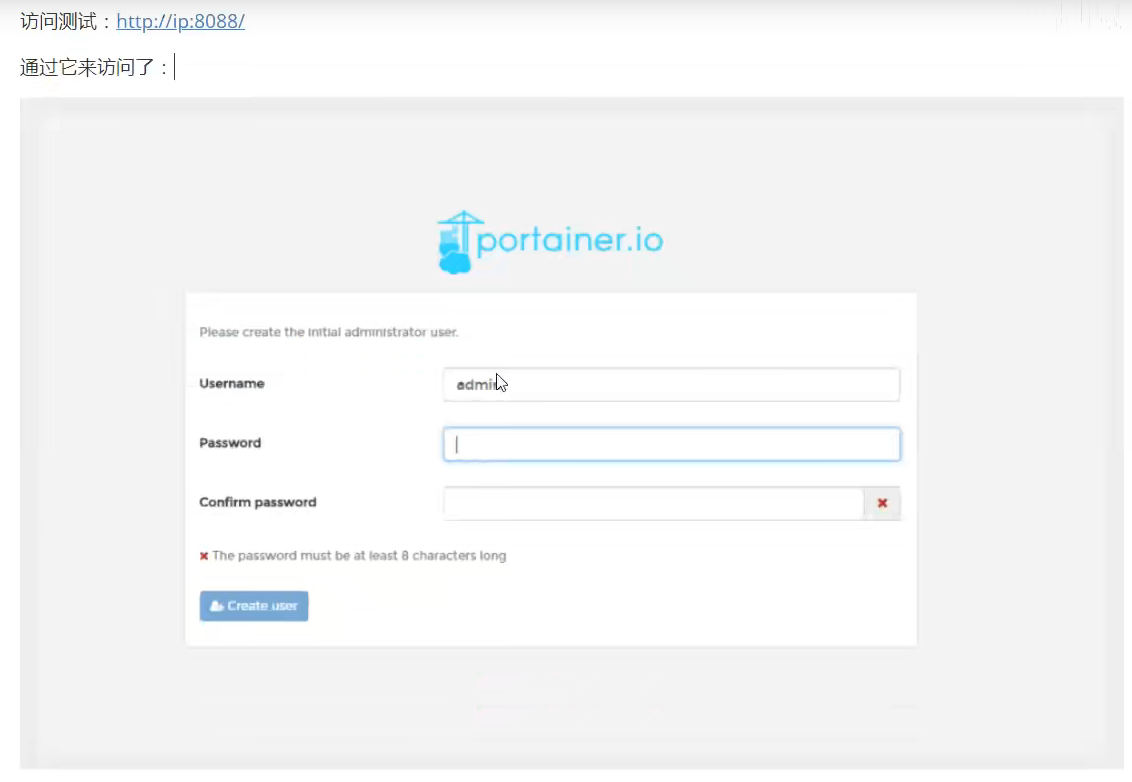 访问测试：http://ip:8088/
通过它来访问了：
portainer.io
Please create the initial administrator user.
Username
admin
Password
Confirm password
The password must be at least 8 characters long
Create user